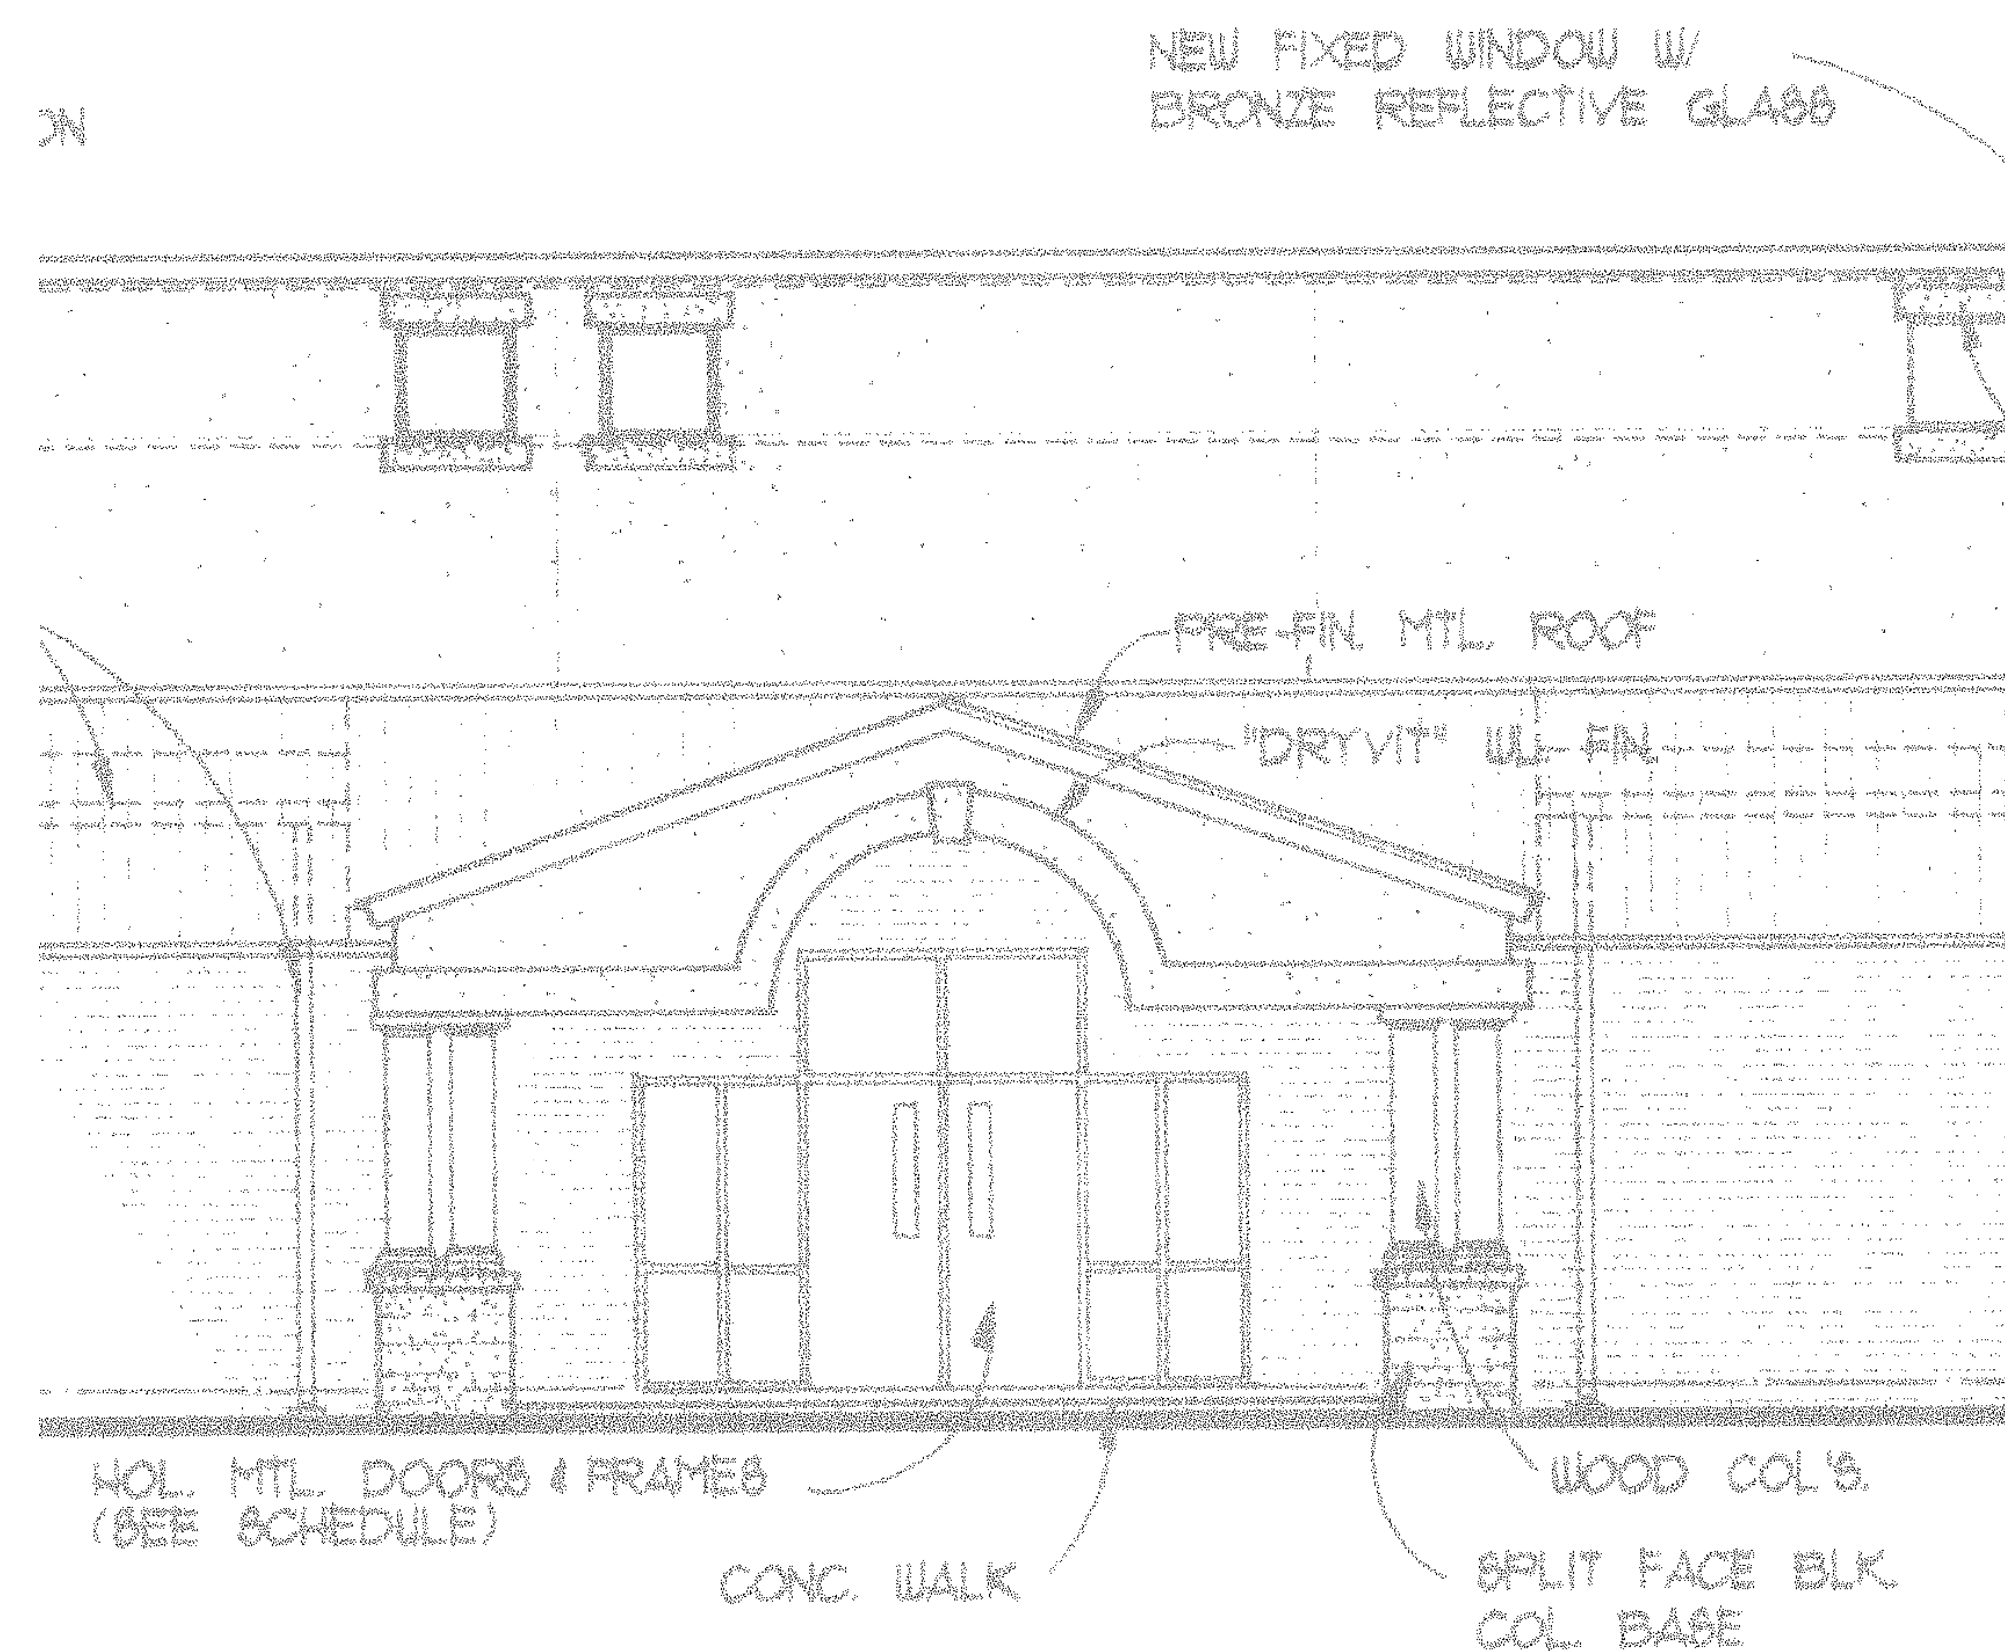 NEW FIXED WINDOW W/
BRONZE REFLECTIVE GLASS
ON
PRE-FIN. MTL. ROOF
"DRYVIT" W. FIN.
HOL. MTL. DOORS & FRAMES
(SEE SCHEDULE)
WOOD COL'S.
CONC. WALK
SPLIT FACE BLK.
COL. BASE